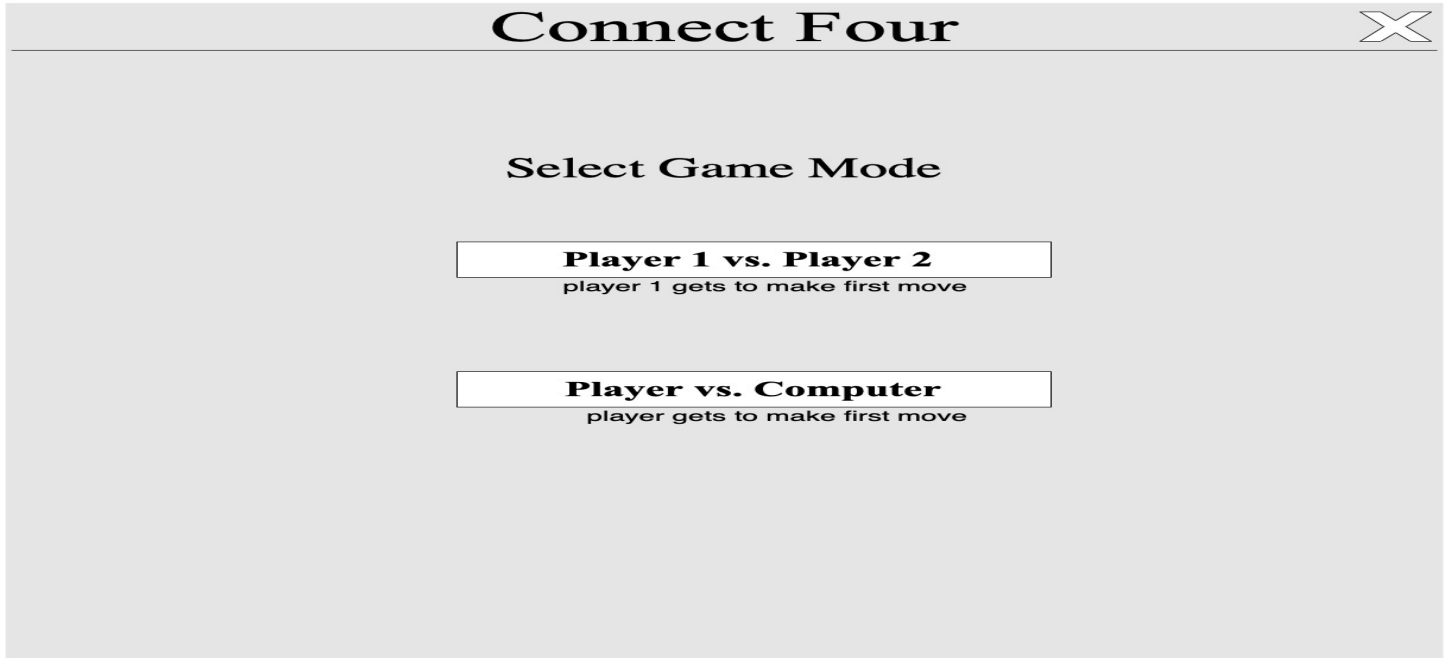 Connect Four
Select Game Mode
Player 1 vs. Player 2
player 1 gets to make first move
Player vs. Computer
player gets to make first move